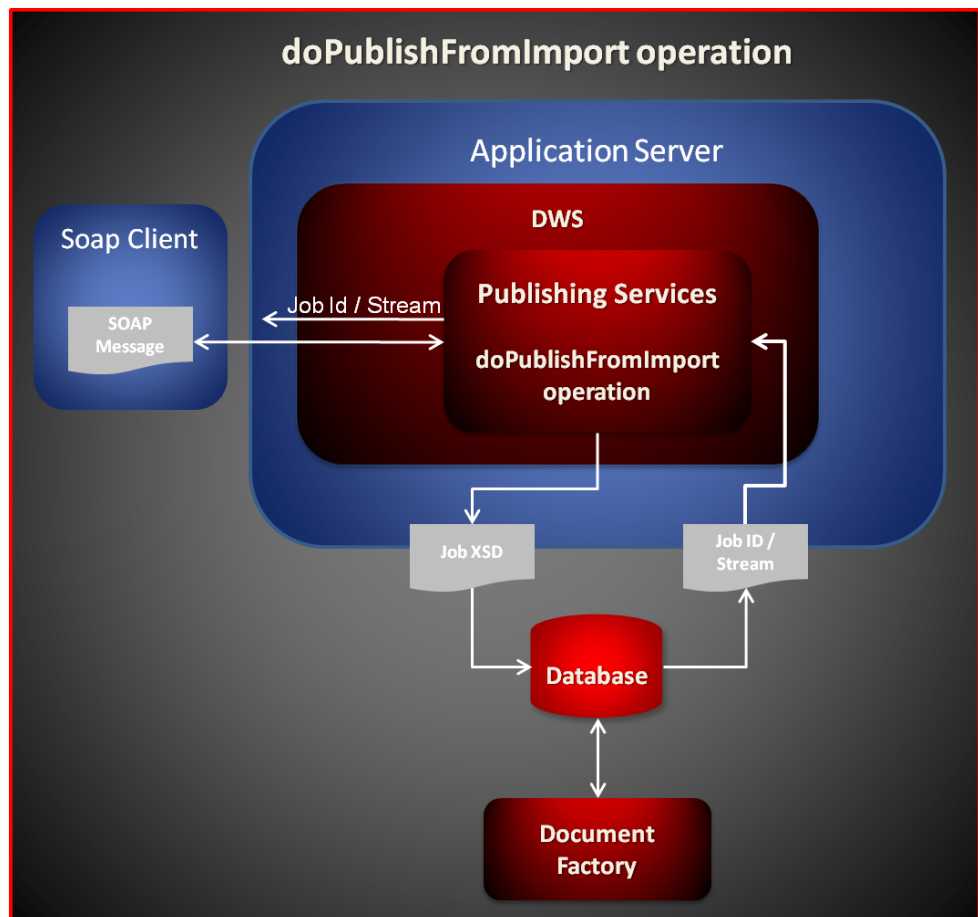 doPublishFromImport operation
Application Server
DWS
Soap Client
Publishing Services
Job Id / Stream
SOAP
Message
doPublishFromImport
operation
Job XSD
Job ID /
Stream
Database
Document
Factory